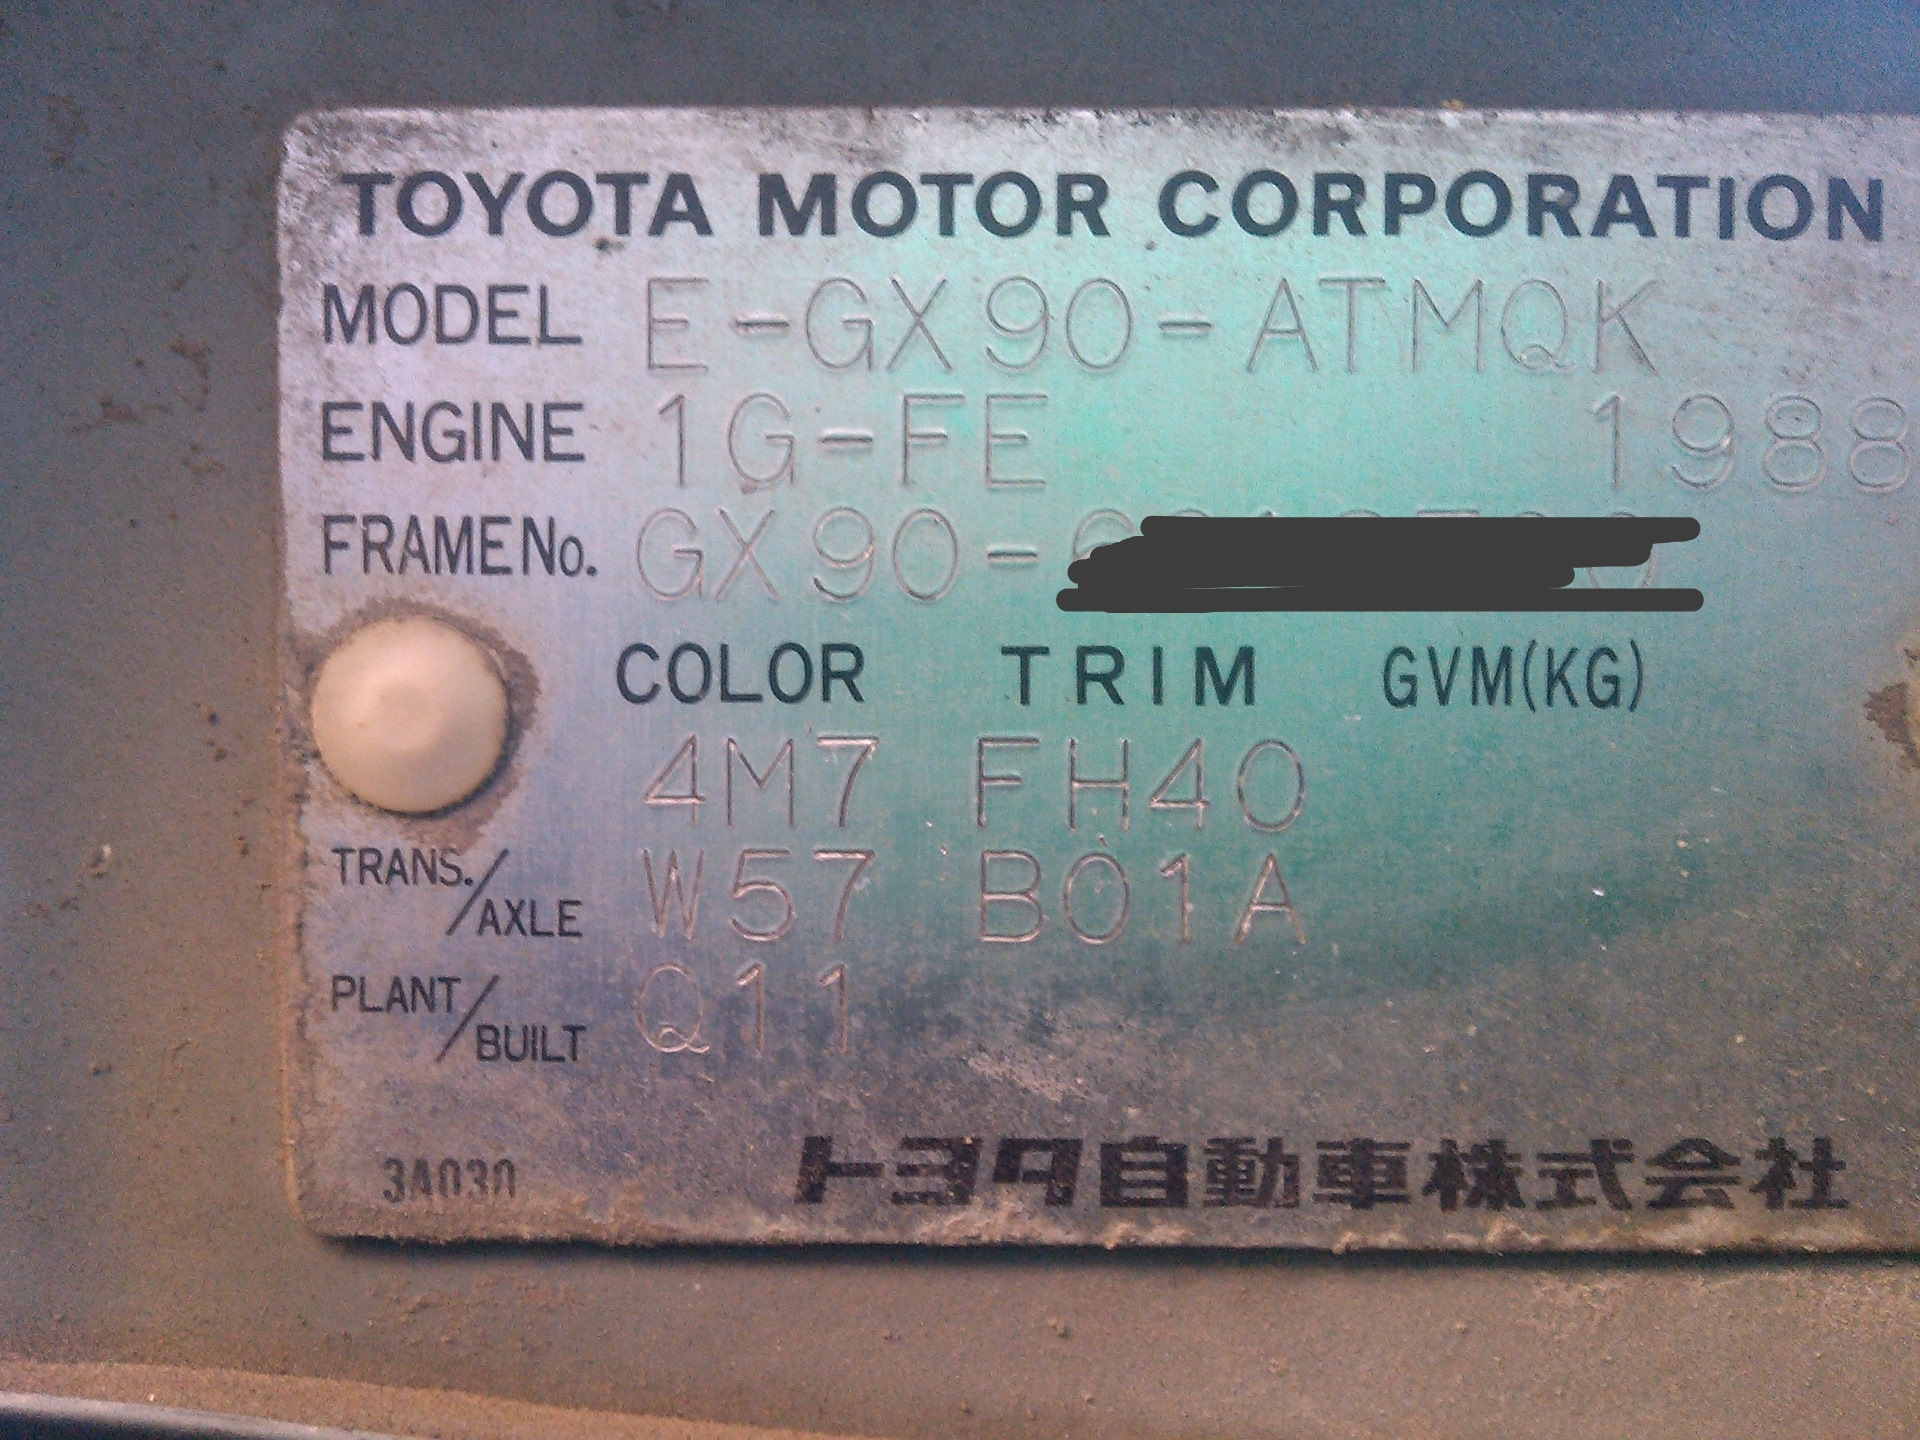 TOYOTA MOTOR CORPORATION
MODEL E-GX90-ATMQK
ENGINE 1G-FE 1988
FRAME No. GX90-
COLOR TRIM GVM(KG)
4M7 FH40
TRANS./AXLE W57 B01A
PLANT/BUILT Q11
3A030
トヨタ自動車株式会社